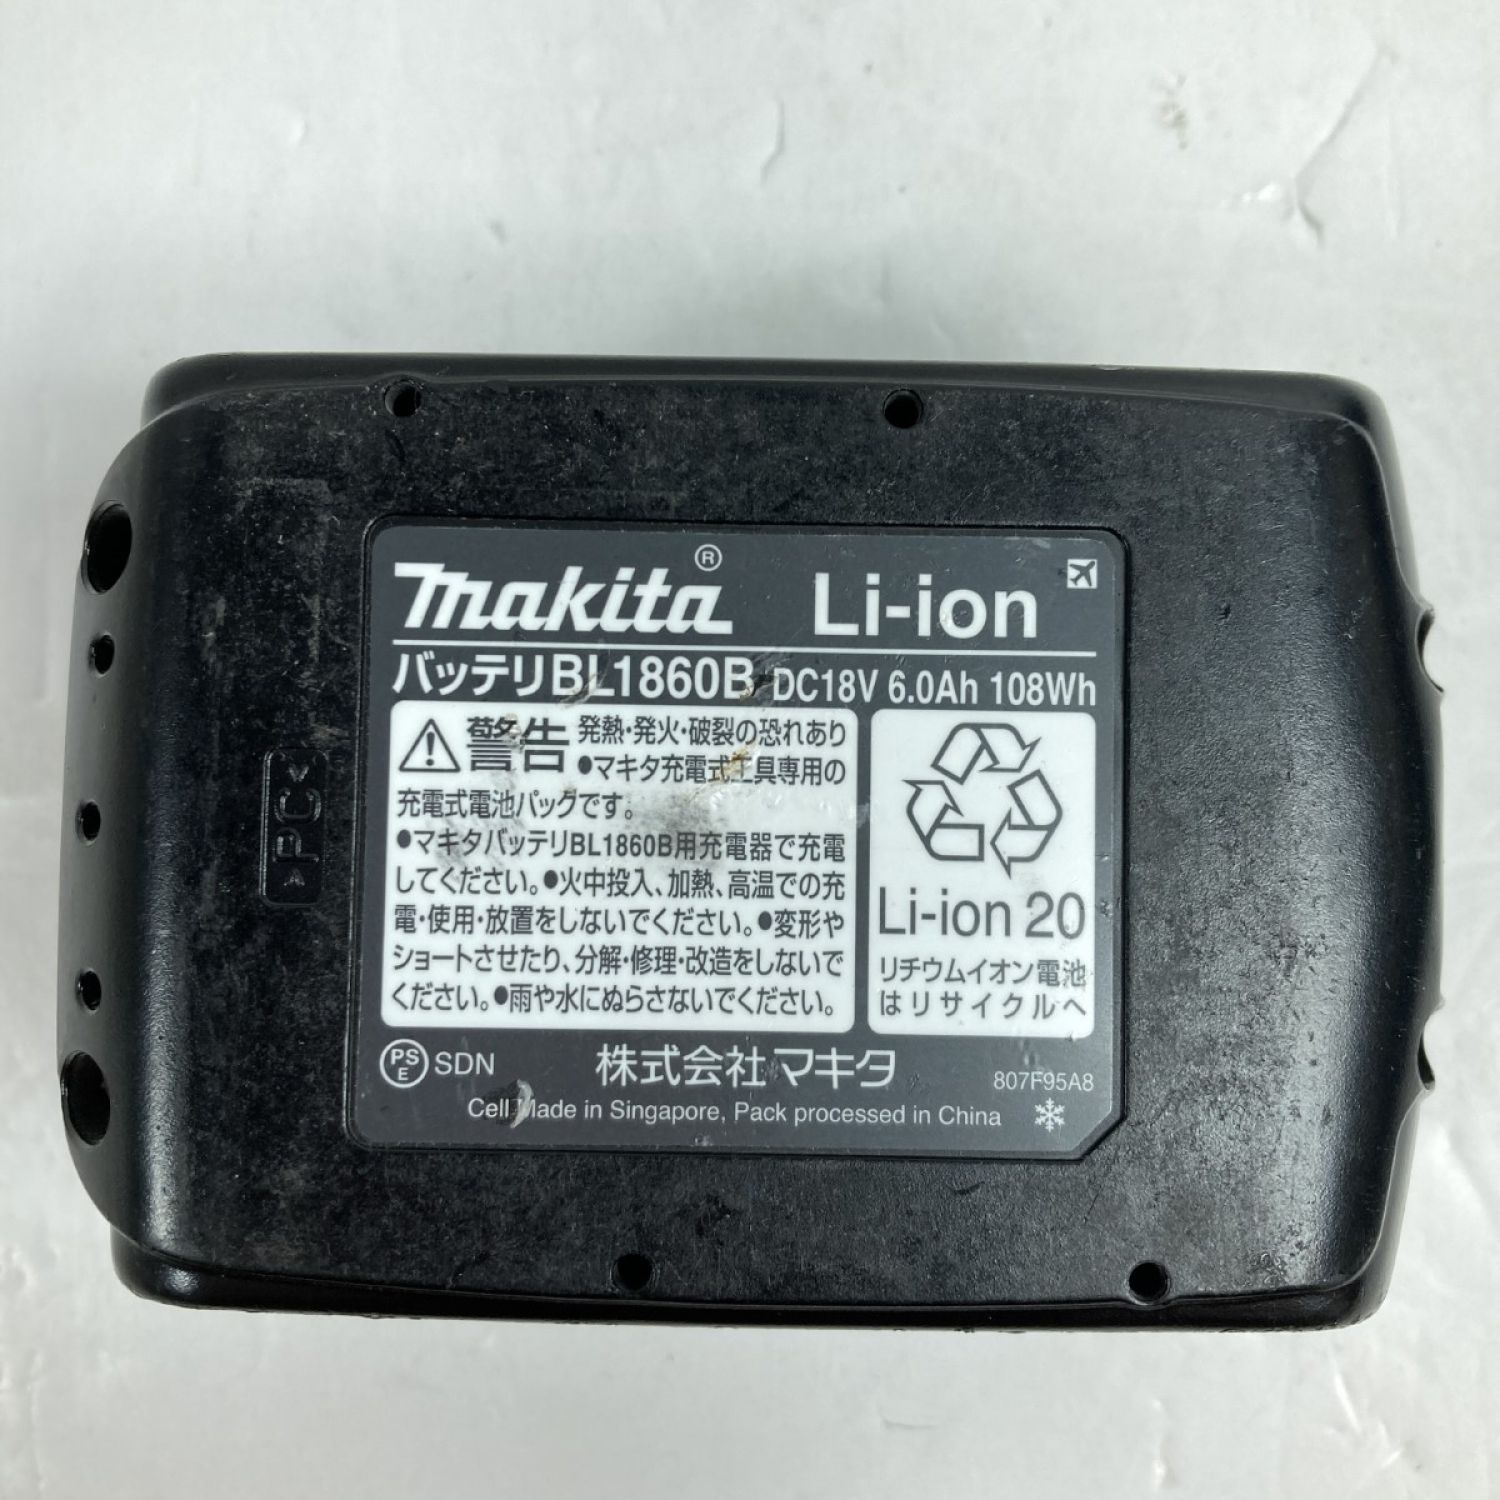 makita® Li-ion
バッテリBL1860B DC18V 6.0Ah 108Wh
警告 発熱・発火・破裂の恐れあり
●マキタ充電式工具専用の
充電式電池パックです。
●マキタバッテリBL1860B用充電器で充電
してください。●火中投入、加熱、高温での充
電・使用・放置をしないでください。●変形や
ショートさせたり、分解・修理・改造をしないで
ください。●雨や水にぬらさないでください。
Li-ion 20
リチウムイオン電池
はリサイクルへ
PSE SDN 株式会社マキタ 807F95A8
Cell Made in Singapore, Pack processed in China
>PC<